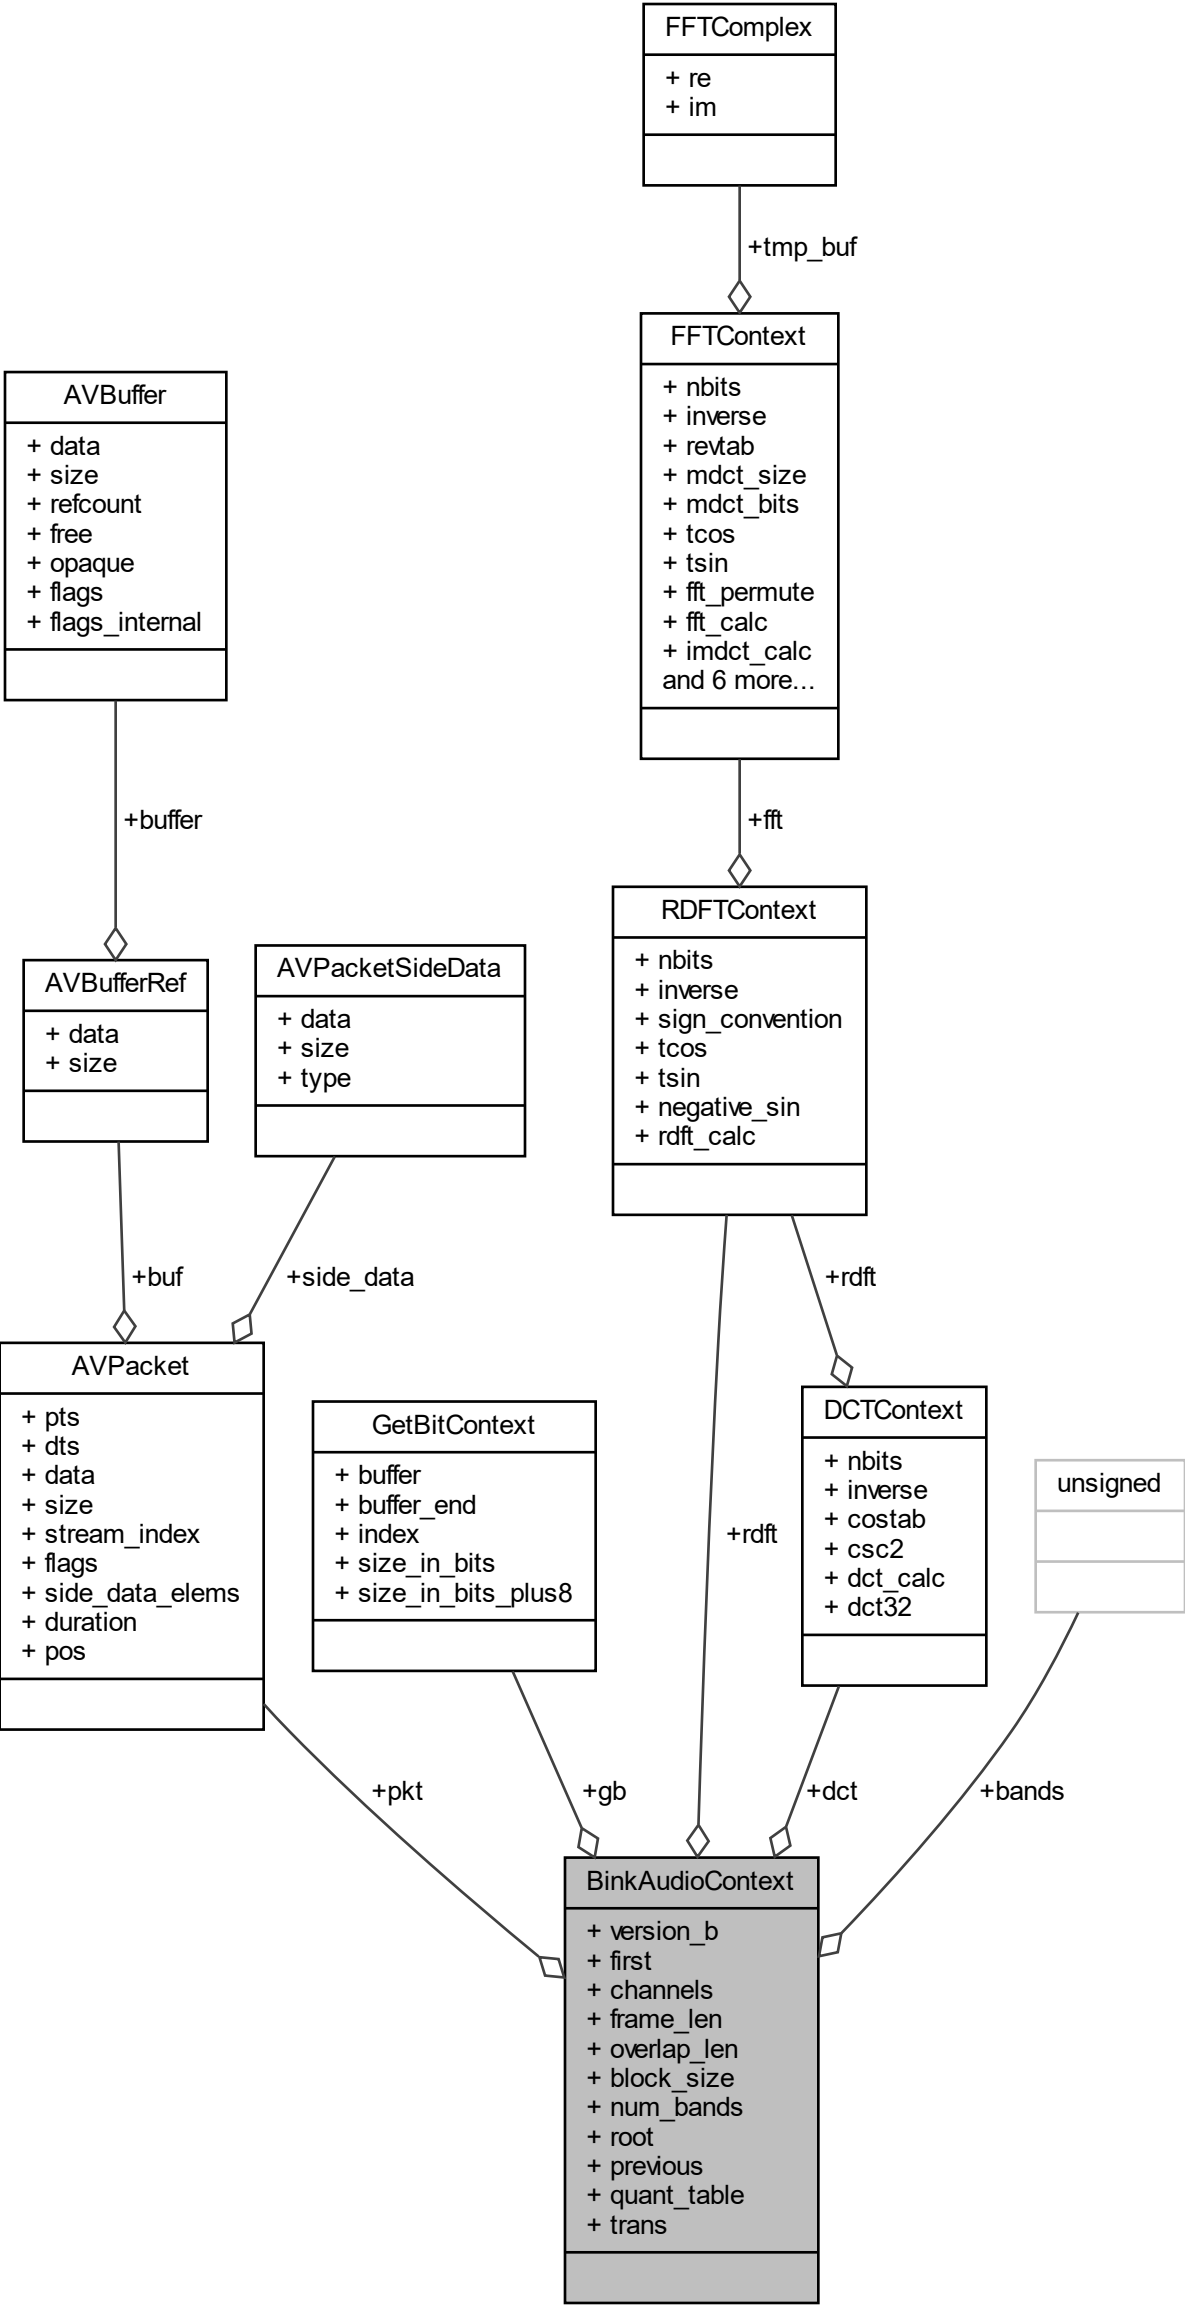 FFTComplex
+ re
+ im
+tmp_buf
FFTContext
+ nbits
+ inverse
+ revtab
+ mdct_size
+ mdct_bits
+ tcos
+ tsin
+ fft_permute
+ fft_calc
+ imdct_calc
and 6 more...
AVBuffer
+ data
+ size
+ refcount
+ free
+ opaque
+ flags
+ flags_internal
+buffer
+fft
AVBufferRef
+ data
+ size
AVPacketSideData
+ data
+ size
+ type
RDFTContext
+ nbits
+ inverse
+ sign_convention
+ tcos
+ tsin
+ negative_sin
+ rdft_calc
+buf
+side_data
+rdft
AVPacket
+ pts
+ dts
+ data
+ size
+ stream_index
+ flags
+ side_data_elems
+ duration
+ pos
GetBitContext
+ buffer
+ buffer_end
+ index
+ size_in_bits
+ size_in_bits_plus8
+rdft
DCTContext
+ nbits
+ inverse
+ costab
+ csc2
+ dct_calc
+ dct32
unsigned
+pkt
+gb
+dct
+bands
BinkAudioContext
+ version_b
+ first
+ channels
+ frame_len
+ overlap_len
+ block_size
+ num_bands
+ root
+ previous
+ quant_table
+ trans